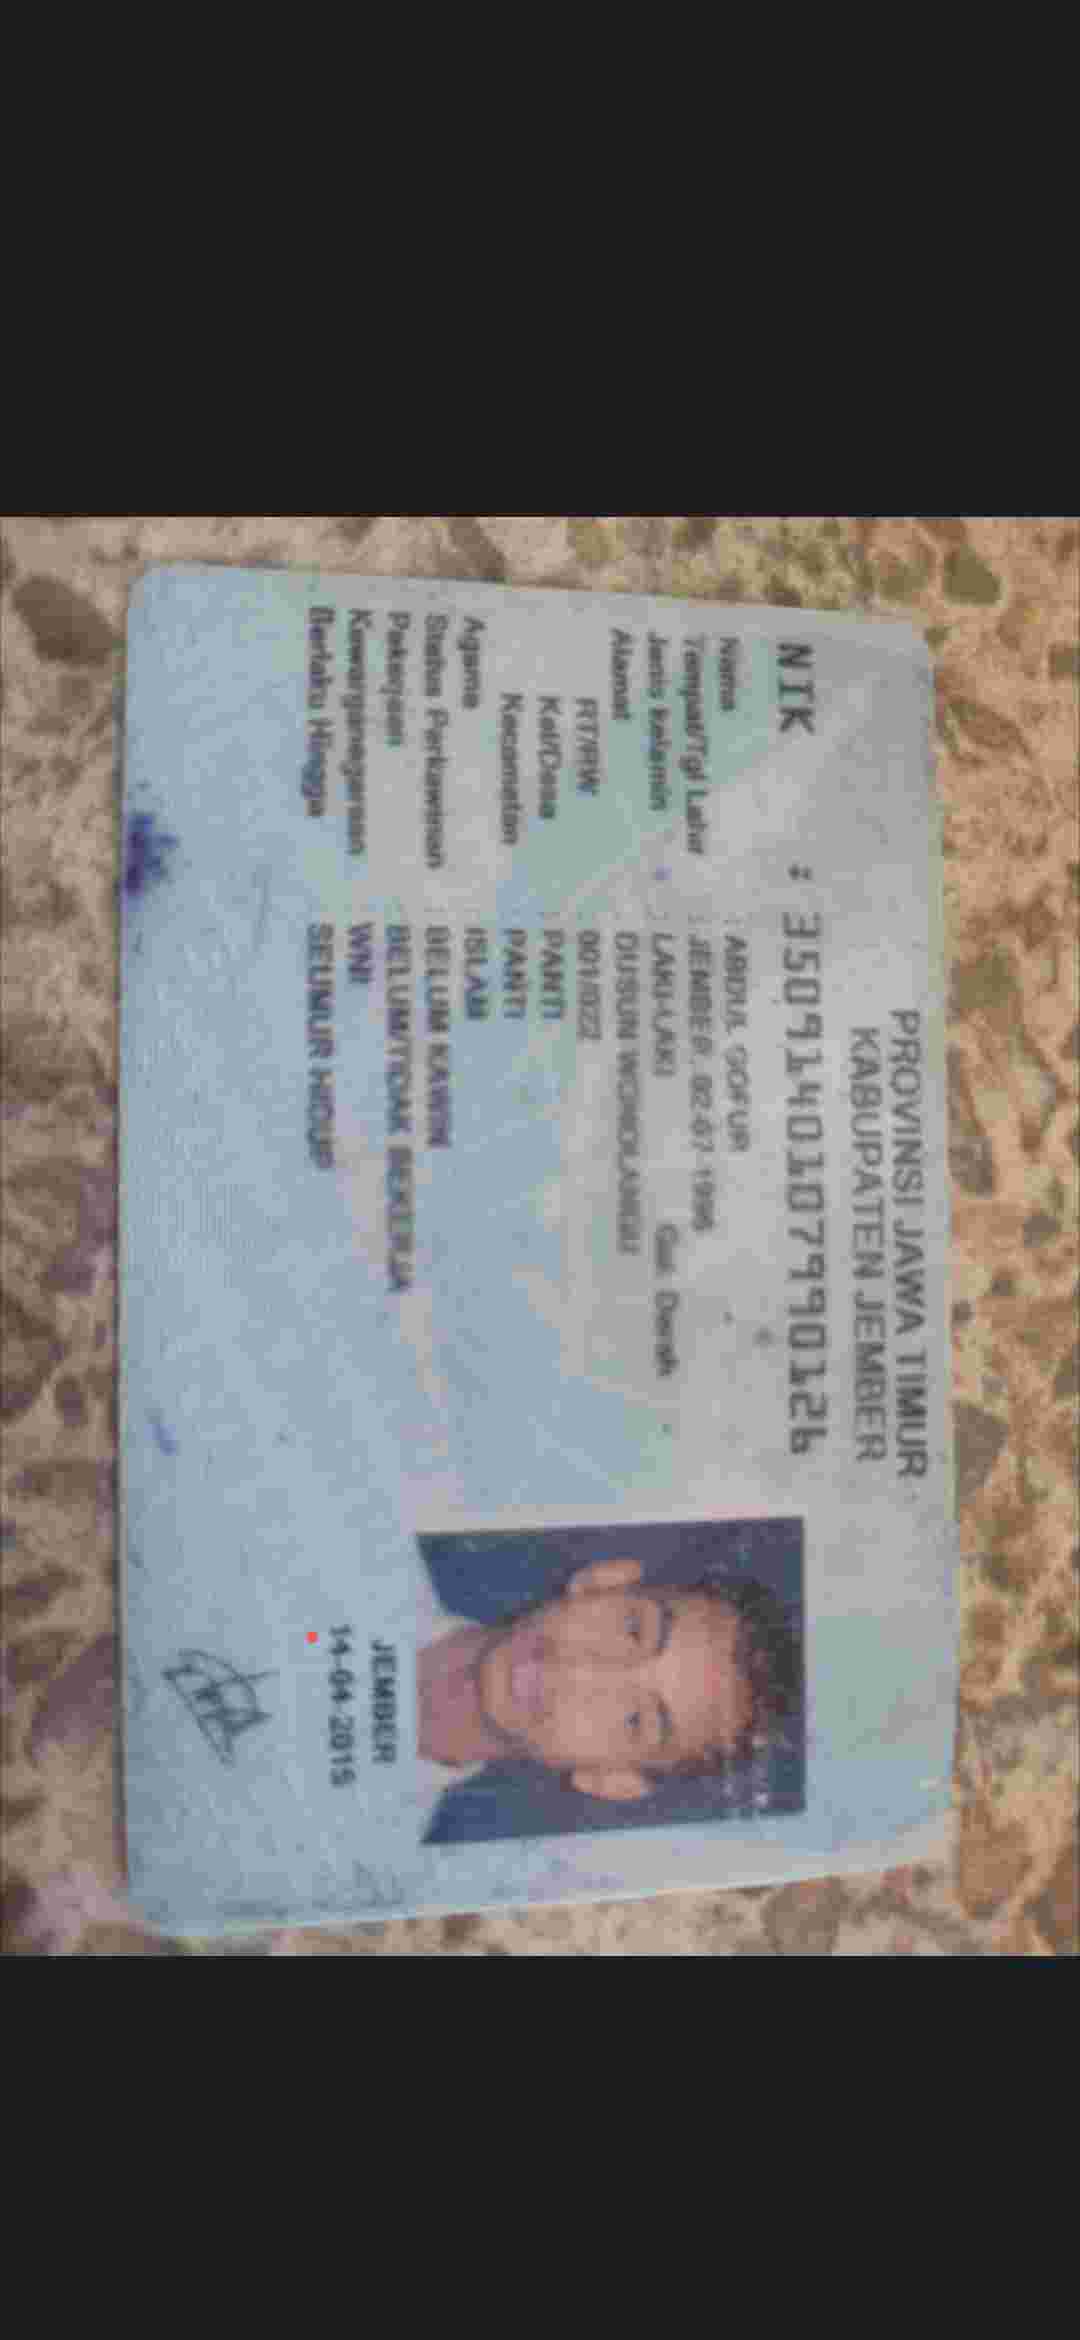 PROVINSI JAWA TIMUR
KABUPATEN JEMBER
NIK : 3509140107990126
Nama : ABDUL GOFUR
Tempat/Tgl Lahir : JEMBER, 02-07-1996
Jenis kelamin : LAKI-LAKI Gol. Darah
Alamat : DUSUN
RT/RW : 001/022
Kel/Desa : PANTI
Kecamatan : PANTI
Agama : ISLAM
Status Perkawinan : BELUM KAWIN
Pekerjaan : BELUM/TIDAK BEKERJA
Kewarganegaraan : WNI
Berlaku Hingga : SEUMUR HIDUP
JEMBER
14-04-2015